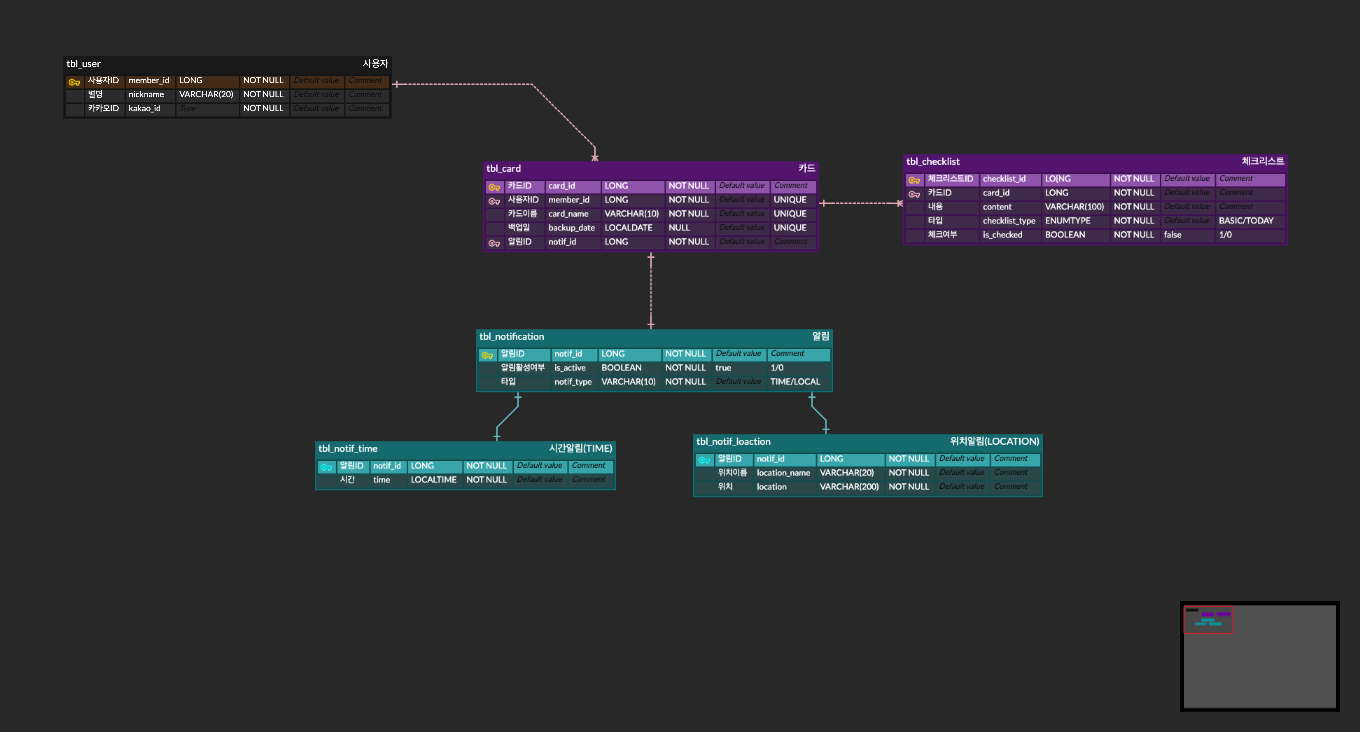 tbl_user 사용자
사용자ID member_id LONG NOT NULL Default value Comment
별명 nickname VARCHAR(20) NOT NULL Default value Comment
카카오ID kakao_id Type NOT NULL Default value Comment
tbl_card 카드
카드ID card_id LONG NOT NULL Default value Comment
사용자ID member_id LONG NOT NULL Default value UNIQUE
카드이름 card_name VARCHAR(10) NOT NULL Default value UNIQUE
백업일 backup_date LOCALDATE NULL Default value UNIQUE
알림ID notif_id LONG NOT NULL Default value Comment
tbl_checklist 체크리스트
체크리스트ID checklist_id LO[NG NOT NULL Default value Comment
카드ID card_id LONG NOT NULL Default value Comment
내용 content VARCHAR(100) NOT NULL Default value Comment
타입 checklist_type ENUMTYPE NOT NULL Default value BASIC/TODAY
체크여부 is_checked BOOLEAN NOT NULL false 1/0
tbl_notification 알림
알림ID notif_id LONG NOT NULL Default value Comment
알림활성여부 is_active BOOLEAN NOT NULL true 1/0
타입 notif_type VARCHAR(10) NOT NULL Default value TIME/LOCAL
tbl_notif_time 시간알림(TIME)
알림ID notif_id LONG NOT NULL Default value Comment
시간 time LOCALTIME NOT NULL Default value Comment
tbl_notif_loaction 위치알림(LOCATION)
알림ID notif_id LONG NOT NULL Default value Comment
위치이름 location_name VARCHAR(20) NOT NULL Default value Comment
위치 location VARCHAR(200) NOT NULL Default value Comment